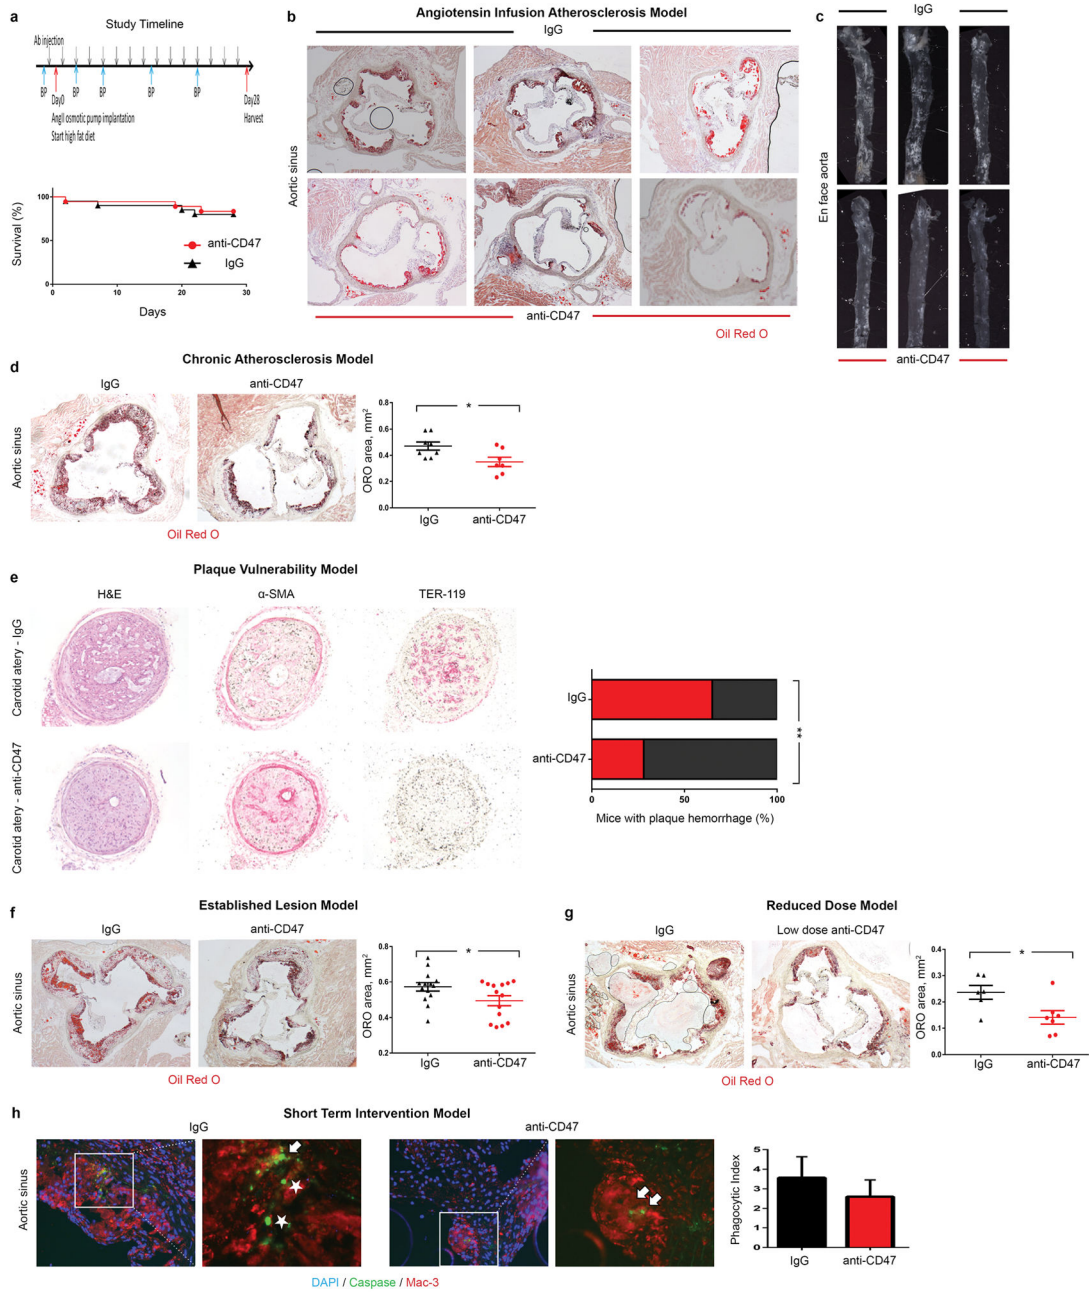 a
Study Timeline
Ab injection
BP
Day0
BP
BP
BP
BP
Day28
AngII osmotic pump implantation
Start high fat diet
Harvest
Survival (%)
100
50
0
anti-CD47
IgG
0
10
20
30
Days
b
Angiotensin Infusion Atherosclerosis Model
IgG
Aortic sinus
anti-CD47
Oil Red O
c
IgG
En face aorta
anti-CD47
d
Chronic Atherosclerosis Model
IgG
anti-CD47
Aortic sinus
Oil Red O
ORO area, mm²
0.8
0.6
0.4
0.2
0.0
*
IgG
anti-CD47
e
Plaque Vulnerability Model
H&E
α-SMA
TER-119
Carotid atery - IgG
Carotid atery - anti-CD47
IgG
anti-CD47
**
0
50
100
Mice with plaque hemorrhage (%)
f
Established Lesion Model
IgG
anti-CD47
Aortic sinus
Oil Red O
ORO area, mm²
0.8
0.6
0.4
0.2
*
IgG
anti-CD47
g
Reduced Dose Model
IgG
Low dose anti-CD47
Aortic sinus
Oil Red O
ORO area, mm²
0.4
0.3
0.2
0.1
0.0
*
IgG
anti-CD47
h
Short Term Intervention Model
IgG
anti-CD47
Aortic sinus
DAPI / Caspase / Mac-3
Phagocytic Index
5
4
3
2
1
0
IgG
anti-CD47